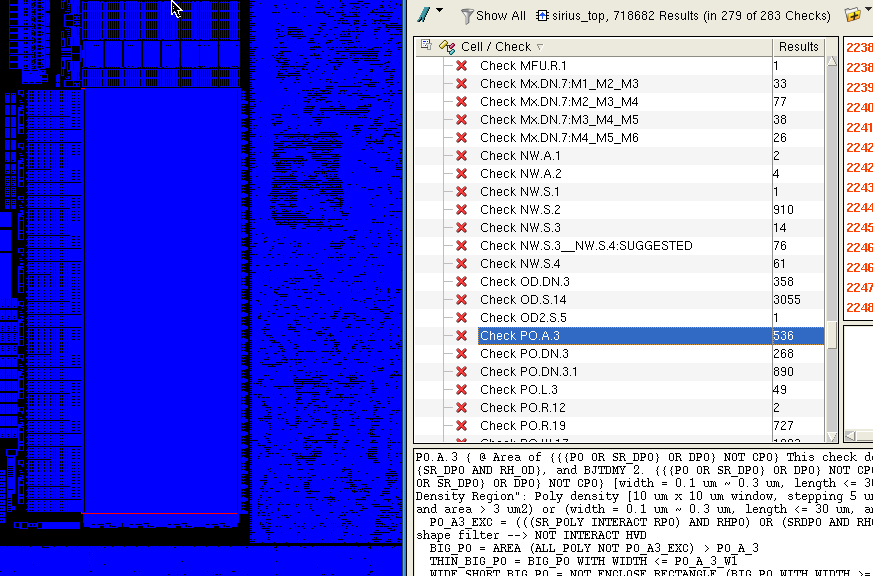 Show All sirius_top, 718682 Results (in 279 of 283 Checks)
Cell / Check Results
Check MFU.R.1 1
Check Mx.DN.7:M1_M2_M3 33
Check Mx.DN.7:M2_M3_M4 77
Check Mx.DN.7:M3_M4_M5 38
Check Mx.DN.7:M4_M5_M6 26
Check NW.A.1 2
Check NW.A.2 4
Check NW.S.1 1
Check NW.S.2 910
Check NW.S.3 14
Check NW.S.3__NW.S.4:SUGGESTED 76
Check NW.S.4 61
Check OD.DN.3 358
Check OD.S.14 3055
Check OD2.S.5 1
Check PO.A.3 536
Check PO.DN.3 268
Check PO.DN.3.1 890
Check PO.L.3 49
Check PO.R.12 2
Check PO.R.19 727
2238
2238
2239
2240
2241
2242
2242
2243
2244
2245
2246
2246
2247
2248
PO.A.3 { @ Area of {{{PO OR SR_DPO} OR DPO} NOT CPO} This check do
{SR_DPO AND RH_OD}, and BJTDMY 2. {{{PO OR SR_DPO} OR DPO} NOT CPO
OR SR_DPO} OR DPO} NOT CPO} [width = 0.1 um ~ 0.3 um, length <= 30
Density Region": Poly density [10 um x 10 um window, stepping 5 u
and area > 3 um2) or (width = 0.1 um ~ 0.3 um, length <= 30 um, an
PO_A3_EXC = (((SR_POLY INTERACT RPO) AND RHPO) OR (SRDPO AND RHO
shape filter --> NOT INTERACT HVD
BIG_PO = AREA (ALL_POLY NOT PO_A3_EXC) > PO_A_3
THIN_BIG_PO = BIG_PO WITH WIDTH <= PO_A_3_W1
WIDE_SHORT_BIG_PO = NOT ENCLOSE RECTANGLE (BIG_PO WITH WIDTH >=